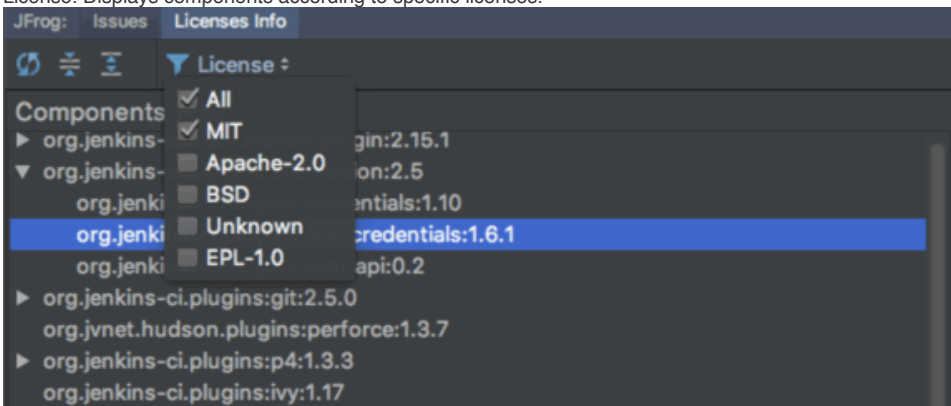 License: Displays components according to specific licenses.
JFrog: Issues Licenses Info
License
Components
All
MIT
Apache-2.0
BSD
Unknown
EPL-1.0
org.jenkins- gin:2.15.1
org.jenkins- ion:2.5
org.jenki entials:1.10
org.jenki credentials:1.6.1
org.jenki api:0.2
org.jenkins-ci.plugins:git:2.5.0
org.jvnet.hudson.plugins:perforce:1.3.7
org.jenkins-ci.plugins:p4:1.3.3
org.jenkins-ci.plugins:ivy:1.17